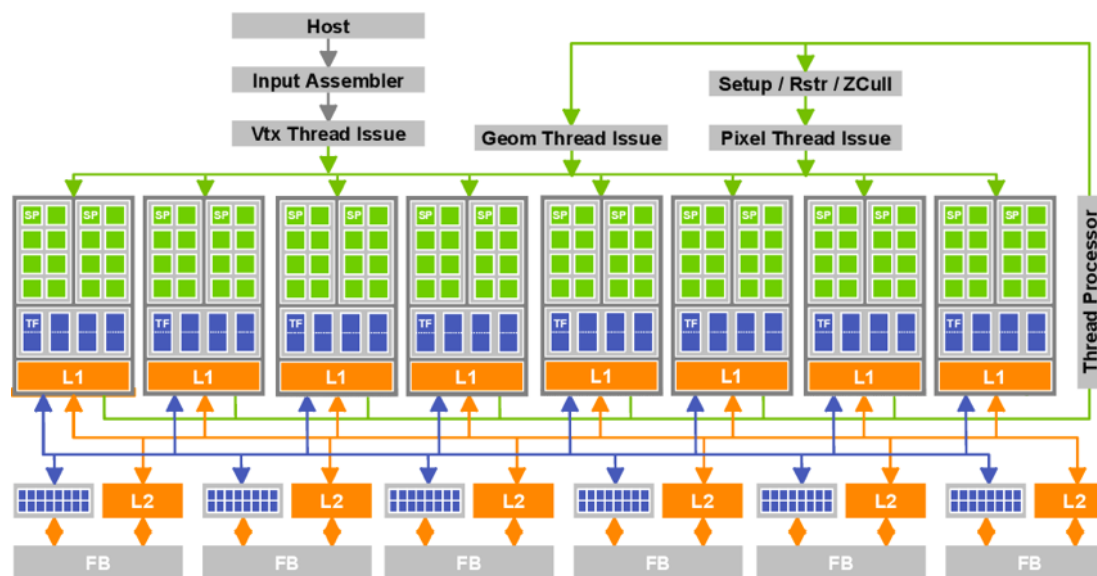 Host
Input Assembler
Setup / Rstr / ZCull
Vtx Thread Issue
Geom Thread Issue
Pixel Thread Issue
SP SP SP SP SP SP SP SP SP SP SP SP SP SP SP SP
Thread Processor
TF TF TF TF TF TF TF TF
L1 L1 L1 L1 L1 L1 L1 L1
L2 L2 L2 L2 L2 L2
FB FB FB FB FB FB